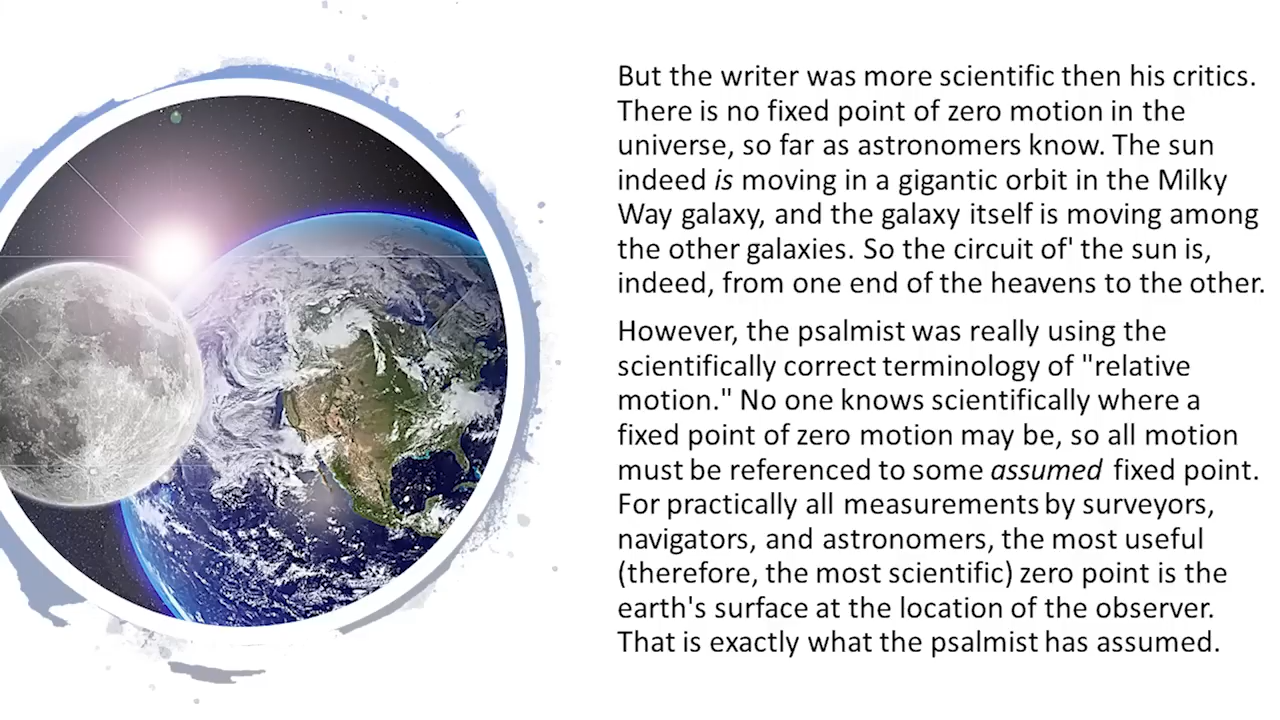 But the writer was more scientific then his critics.
There is no fixed point of zero motion in the
universe, so far as astronomers know. The sun
indeed is moving in a gigantic orbit in the Milky
Way galaxy, and the galaxy itself is moving among
the other galaxies. So the circuit of' the sun is,
indeed, from one end of the heavens to the other.
However, the psalmist was really using the
scientifically correct terminology of "relative
motion." No one knows scientifically where a
fixed point of zero motion may be, so all motion
must be referenced to some assumed fixed point.
For practically all measurements by surveyors,
navigators, and astronomers, the most useful
(therefore, the most scientific) zero point is the
earth's surface at the location of the observer.
That is exactly what the psalmist has assumed.